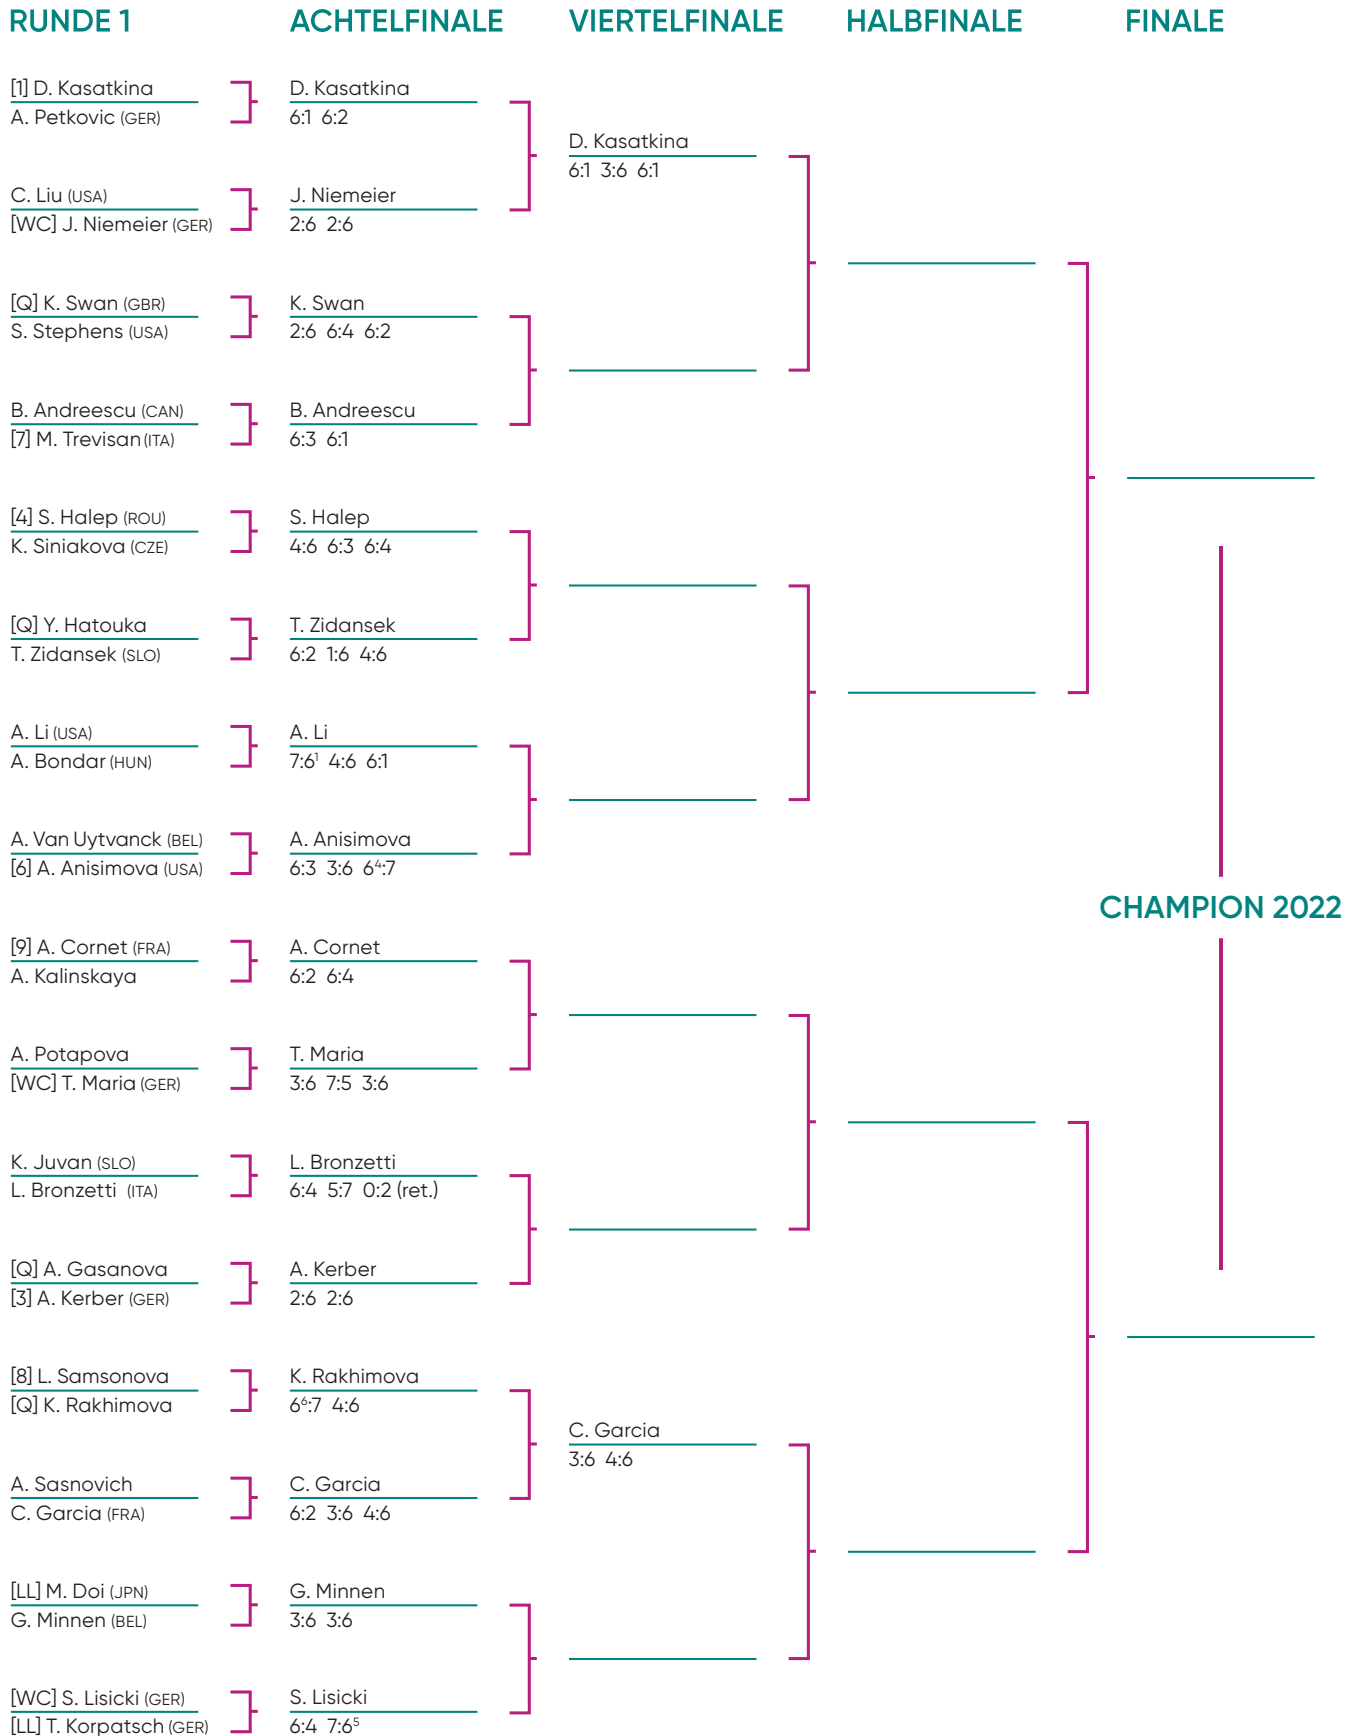 RUNDE 1 ACHTELFINALE VIERTELFINALE HALBFINALE FINALE
[1] D. Kasatkina
A. Petkovic (GER)
D. Kasatkina
6:1 6:2
D. Kasatkina
6:1 3:6 6:1
C. Liu (USA)
[WC] J. Niemeier (GER)
J. Niemeier
2:6 2:6
[Q] K. Swan (GBR)
S. Stephens (USA)
K. Swan
2:6 6:4 6:2
B. Andreescu (CAN)
[7] M. Trevisan (ITA)
B. Andreescu
6:3 6:1
[4] S. Halep (ROU)
K. Siniakova (CZE)
S. Halep
4:6 6:3 6:4
[Q] Y. Hatouka
T. Zidansek (SLO)
T. Zidansek
6:2 1:6 4:6
A. Li (USA)
A. Bondar (HUN)
A. Li
7:6¹ 4:6 6:1
A. Van Uytvanck (BEL)
[6] A. Anisimova (USA)
A. Anisimova
6:3 3:6 6⁴:7
CHAMPION 2022
[9] A. Cornet (FRA)
A. Kalinskaya
A. Cornet
6:2 6:4
A. Potapova
[WC] T. Maria (GER)
T. Maria
3:6 7:5 3:6
K. Juvan (SLO)
L. Bronzetti (ITA)
L. Bronzetti
6:4 5:7 0:2 (ret.)
[Q] A. Gasanova
[3] A. Kerber (GER)
A. Kerber
2:6 2:6
[8] L. Samsonova
[Q] K. Rakhimova
K. Rakhimova
6⁶:7 4:6
C. Garcia
3:6 4:6
A. Sasnovich
C. Garcia (FRA)
C. Garcia
6:2 3:6 4:6
[LL] M. Doi (JPN)
G. Minnen (BEL)
G. Minnen
3:6 3:6
[WC] S. Lisicki (GER)
[LL] T. Korpatsch (GER)
S. Lisicki
6:4 7:6⁵